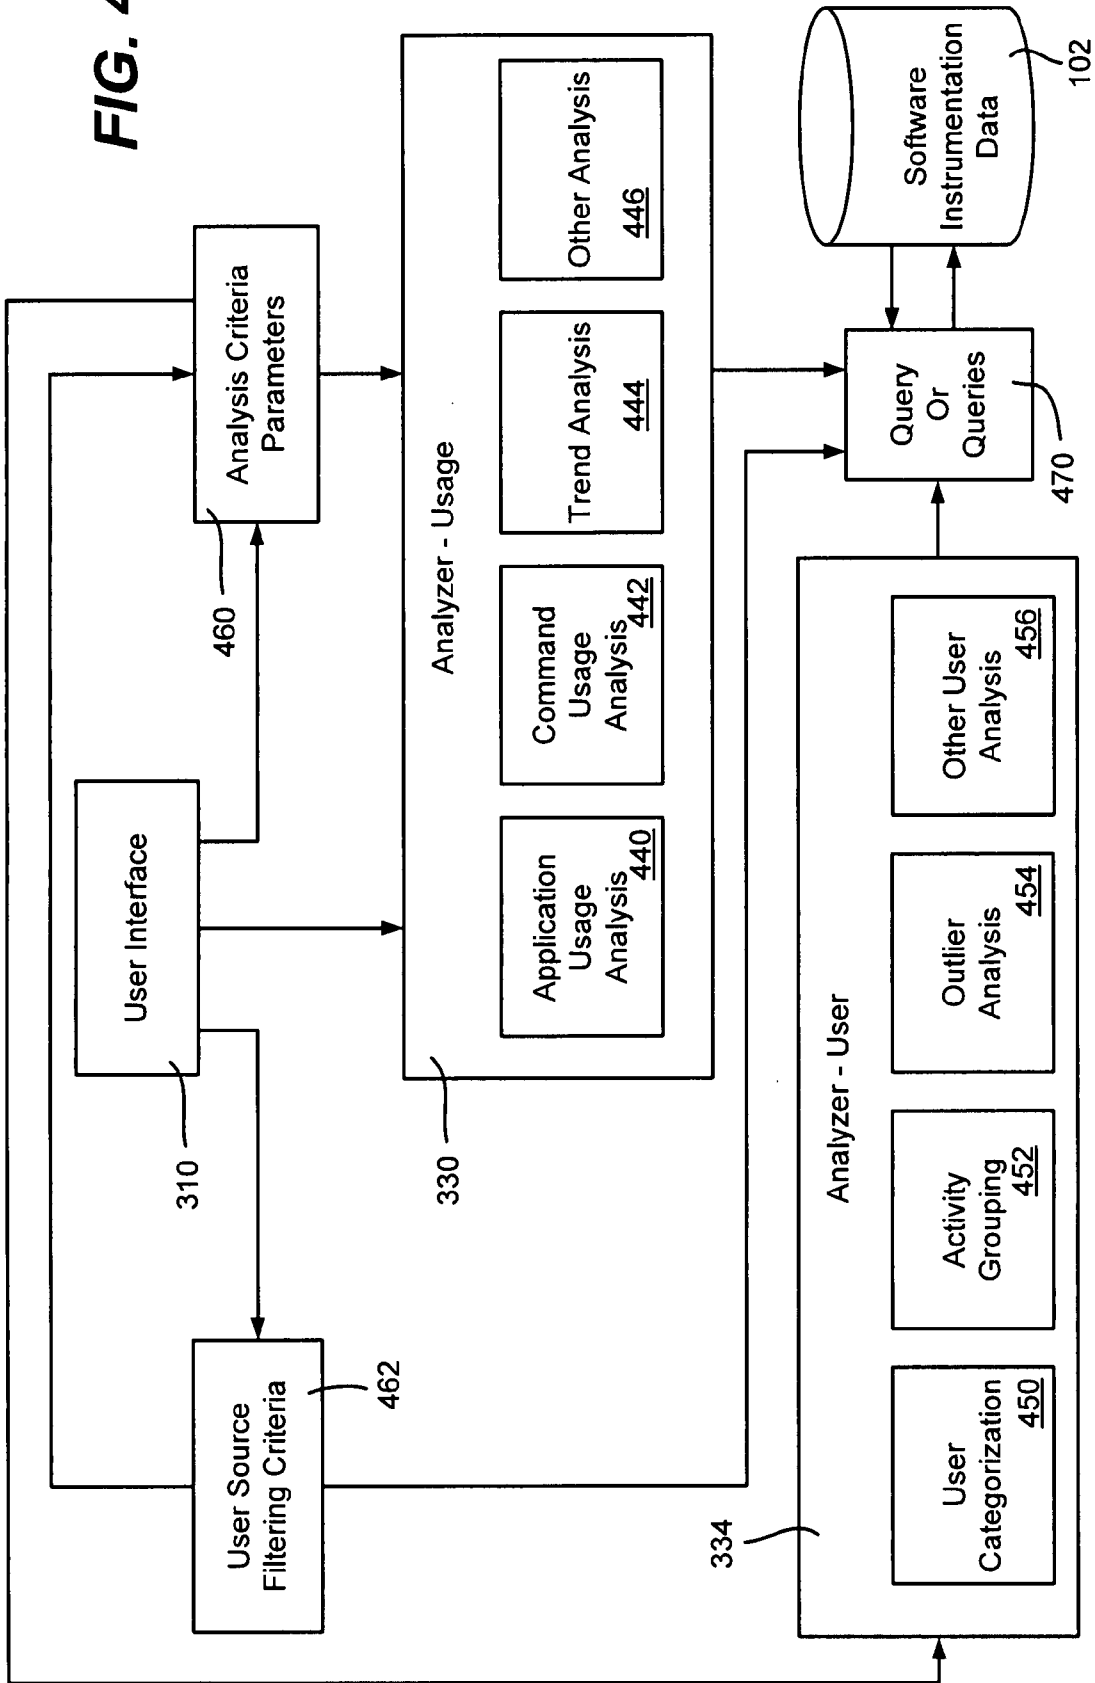 FIG. 4
User Interface
310
User Source
Filtering Criteria
462
Analysis Criteria
Parameters
460
Analyzer - Usage
330
Application
Usage
Analysis
440
Command
Usage
Analysis
442
Trend Analysis
444
Other Analysis
446
Analyzer - User
334
User
Categorization
450
Activity
Grouping
452
Outlier
Analysis
454
Other User
Analysis
456
Query
Or
Queries
470
Software
Instrumentation
Data
102